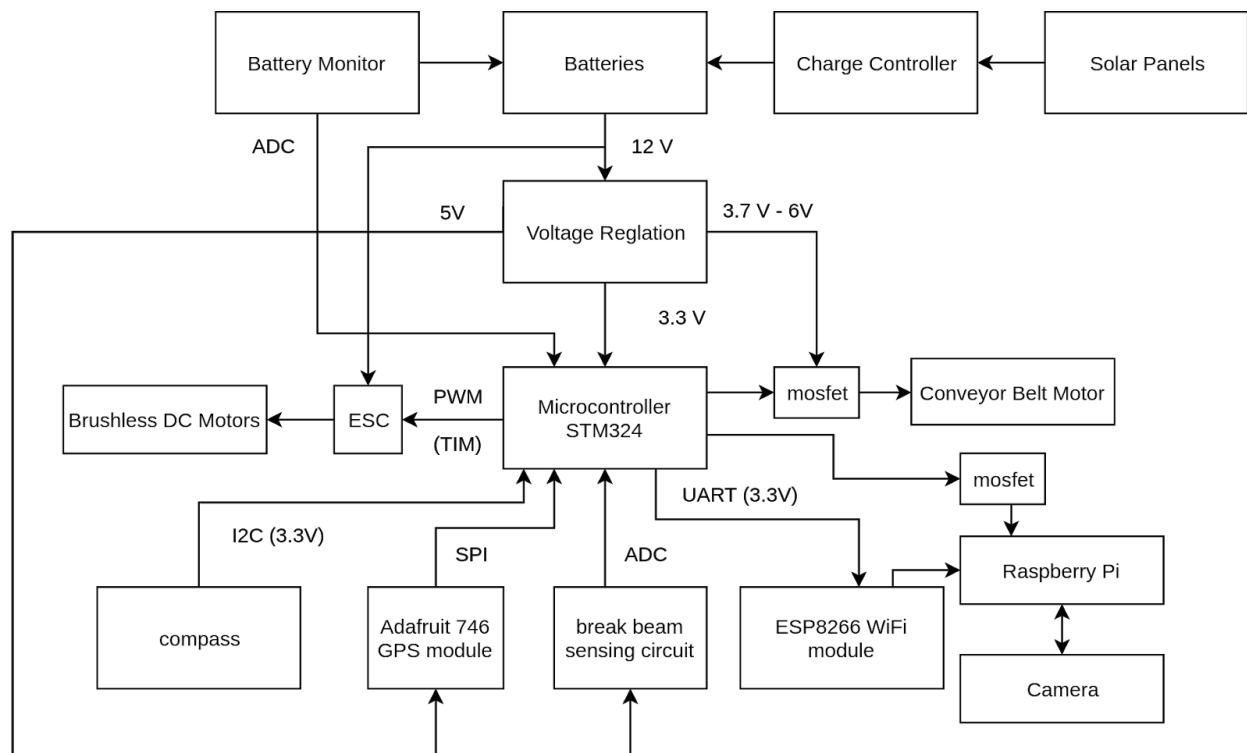 Battery Monitor
Batteries
Charge Controller
Solar Panels
ADC
12 V
5V
3.7 V - 6V
Voltage Reglation
3.3 V
Brushless DC Motors
ESC
PWM
(TIM)
Microcontroller
STM324
mosfet
Conveyor Belt Motor
mosfet
UART (3.3V)
I2C (3.3V)
SPI
ADC
Raspberry Pi
compass
Adafruit 746
GPS module
break beam
sensing circuit
ESP8266 WiFi
module
Camera